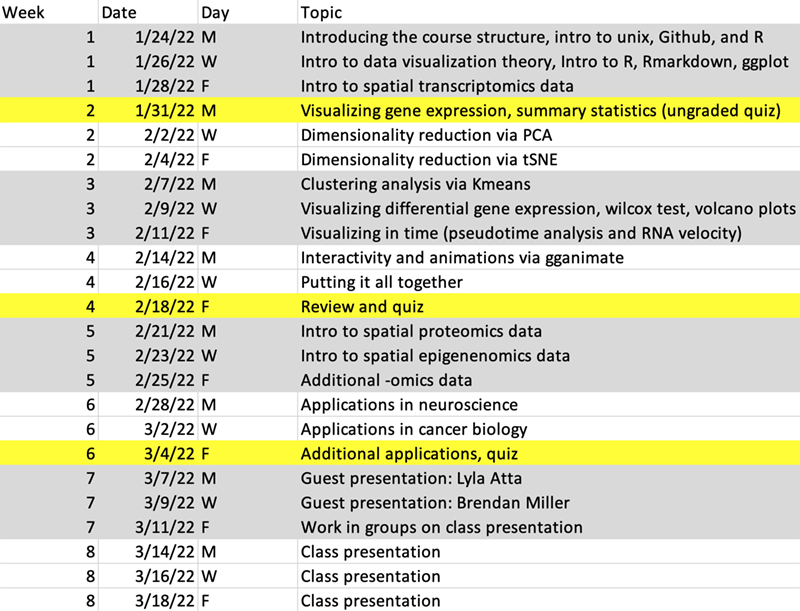 Week Date Day Topic
1 1/24/22 M Introducing the course structure, intro to unix, Github, and R
1 1/26/22 W Intro to data visualization theory, Intro to R, Rmarkdown, ggplot
1 1/28/22 F Intro to spatial transcriptomics data
2 1/31/22 M Visualizing gene expression, summary statistics (ungraded quiz)
2 2/2/22 W Dimensionality reduction via PCA
2 2/4/22 F Dimensionality reduction via tSNE
3 2/7/22 M Clustering analysis via Kmeans
3 2/9/22 W Visualizing differential gene expression, wilcox test, volcano plots
3 2/11/22 F Visualizing in time (pseudotime analysis and RNA velocity)
4 2/14/22 M Interactivity and animations via gganimate
4 2/16/22 W Putting it all together
4 2/18/22 F Review and quiz
5 2/21/22 M Intro to spatial proteomics data
5 2/23/22 W Intro to spatial epigenenomics data
5 2/25/22 F Additional -omics data
6 2/28/22 M Applications in neuroscience
6 3/2/22 W Applications in cancer biology
6 3/4/22 F Additional applications, quiz
7 3/7/22 M Guest presentation: Lyla Atta
7 3/9/22 W Guest presentation: Brendan Miller
7 3/11/22 F Work in groups on class presentation
8 3/14/22 M Class presentation
8 3/16/22 W Class presentation
8 3/18/22 F Class presentation